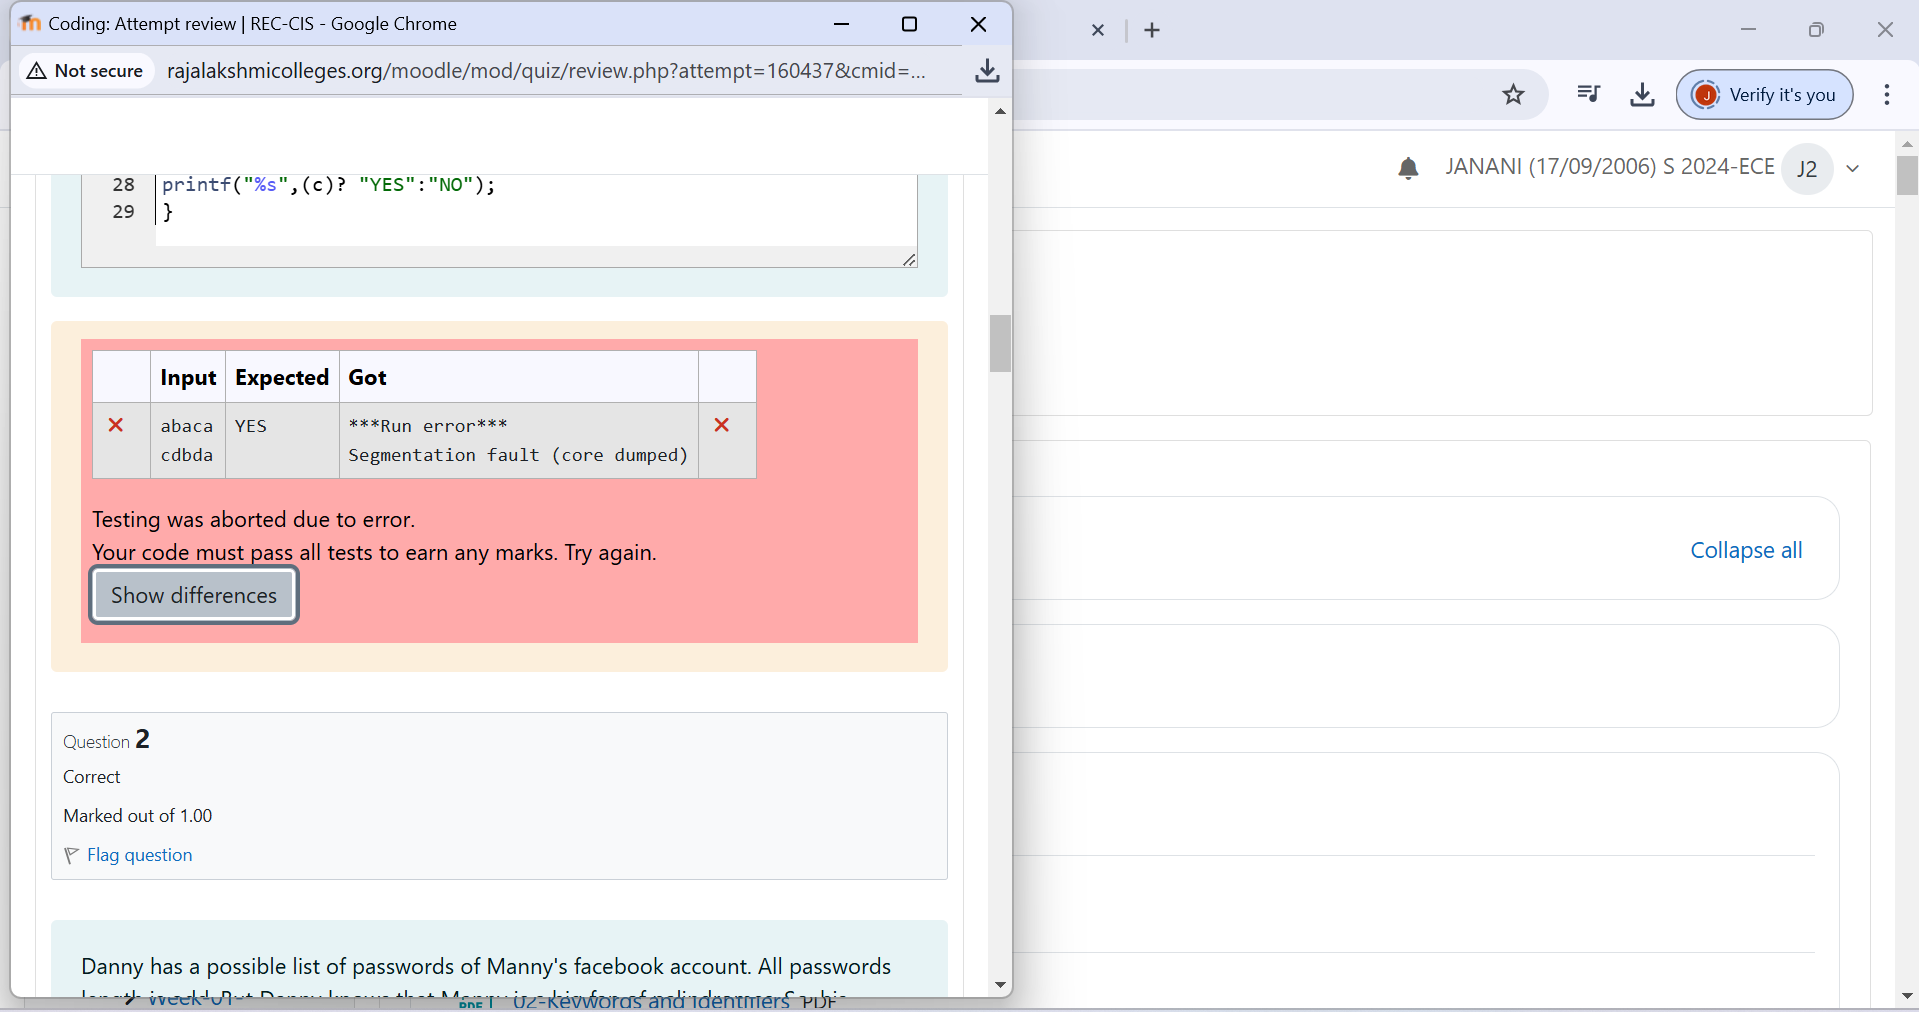 Coding: Attempt review | REC-CIS - Google Chrome
Not secure rajalakshmicolleges.org/moodle/mod/quiz/review.php?attempt=160437&cmid=...
Verify it's you
JANANI (17/09/2006) S 2024-ECE J2
28 printf("%s",(c)? "YES":"NO");
29 }
Input Expected Got
abaca YES ***Run error***
cdbda Segmentation fault (core dumped)
Testing was aborted due to error.
Your code must pass all tests to earn any marks. Try again.
Show differences
Collapse all
Question 2
Correct
Marked out of 1.00
Flag question
Danny has a possible list of passwords of Manny's facebook account. All passwords